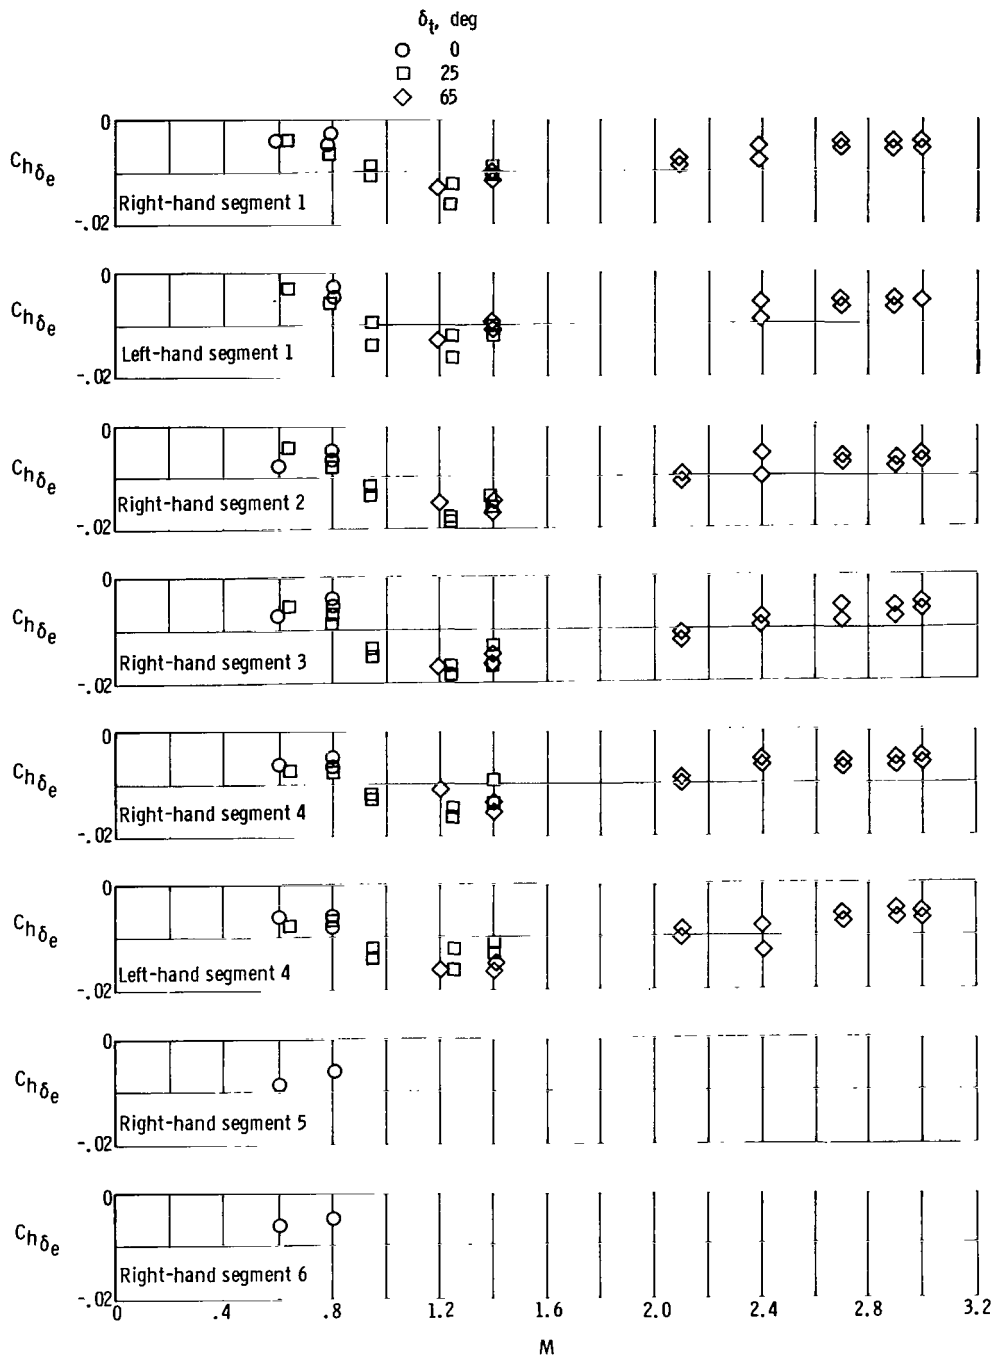 δt, deg
0
25
65
0
Chδe
Right-hand segment 1
-.02
0
Chδe
Left-hand segment 1
-.02
0
Chδe
Right-hand segment 2
-.02
0
Chδe
Right-hand segment 3
-.02
0
Chδe
Right-hand segment 4
-.02
0
Chδe
Left-hand segment 4
-.02
0
Chδe
Right-hand segment 5
-.02
0
Chδe
Right-hand segment 6
-.02
0 .4 .8 1.2 1.6 2.0 2.4 2.8 3.2
M